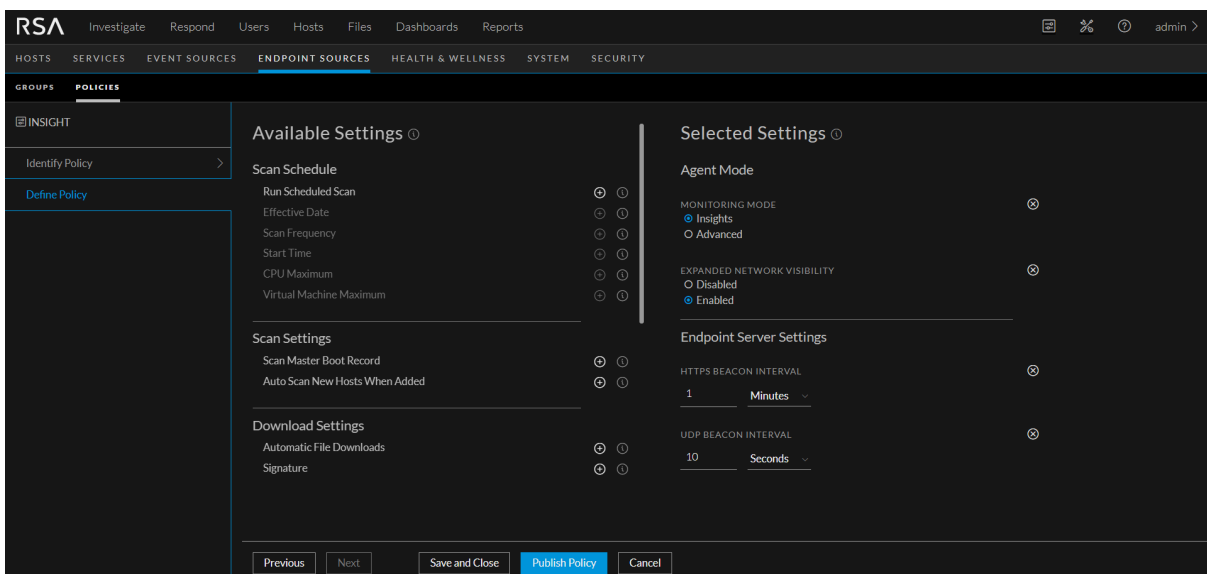 RSA Investigate Respond Users Hosts Files Dashboards Reports admin
HOSTS SERVICES EVENT SOURCES ENDPOINT SOURCES HEALTH & WELLNESS SYSTEM SECURITY
GROUPS POLICIES
INSIGHT
Identify Policy
Define Policy
Available Settings
Scan Schedule
Run Scheduled Scan
Effective Date
Scan Frequency
Start Time
CPU Maximum
Virtual Machine Maximum
Scan Settings
Scan Master Boot Record
Auto Scan New Hosts When Added
Download Settings
Automatic File Downloads
Signature
Selected Settings
Agent Mode
MONITORING MODE
Insights
Advanced
EXPANDED NETWORK VISIBILITY
Disabled
Enabled
Endpoint Server Settings
HTTPS BEACON INTERVAL
1 Minutes
UDP BEACON INTERVAL
10 Seconds
Previous Next Save and Close Publish Policy Cancel